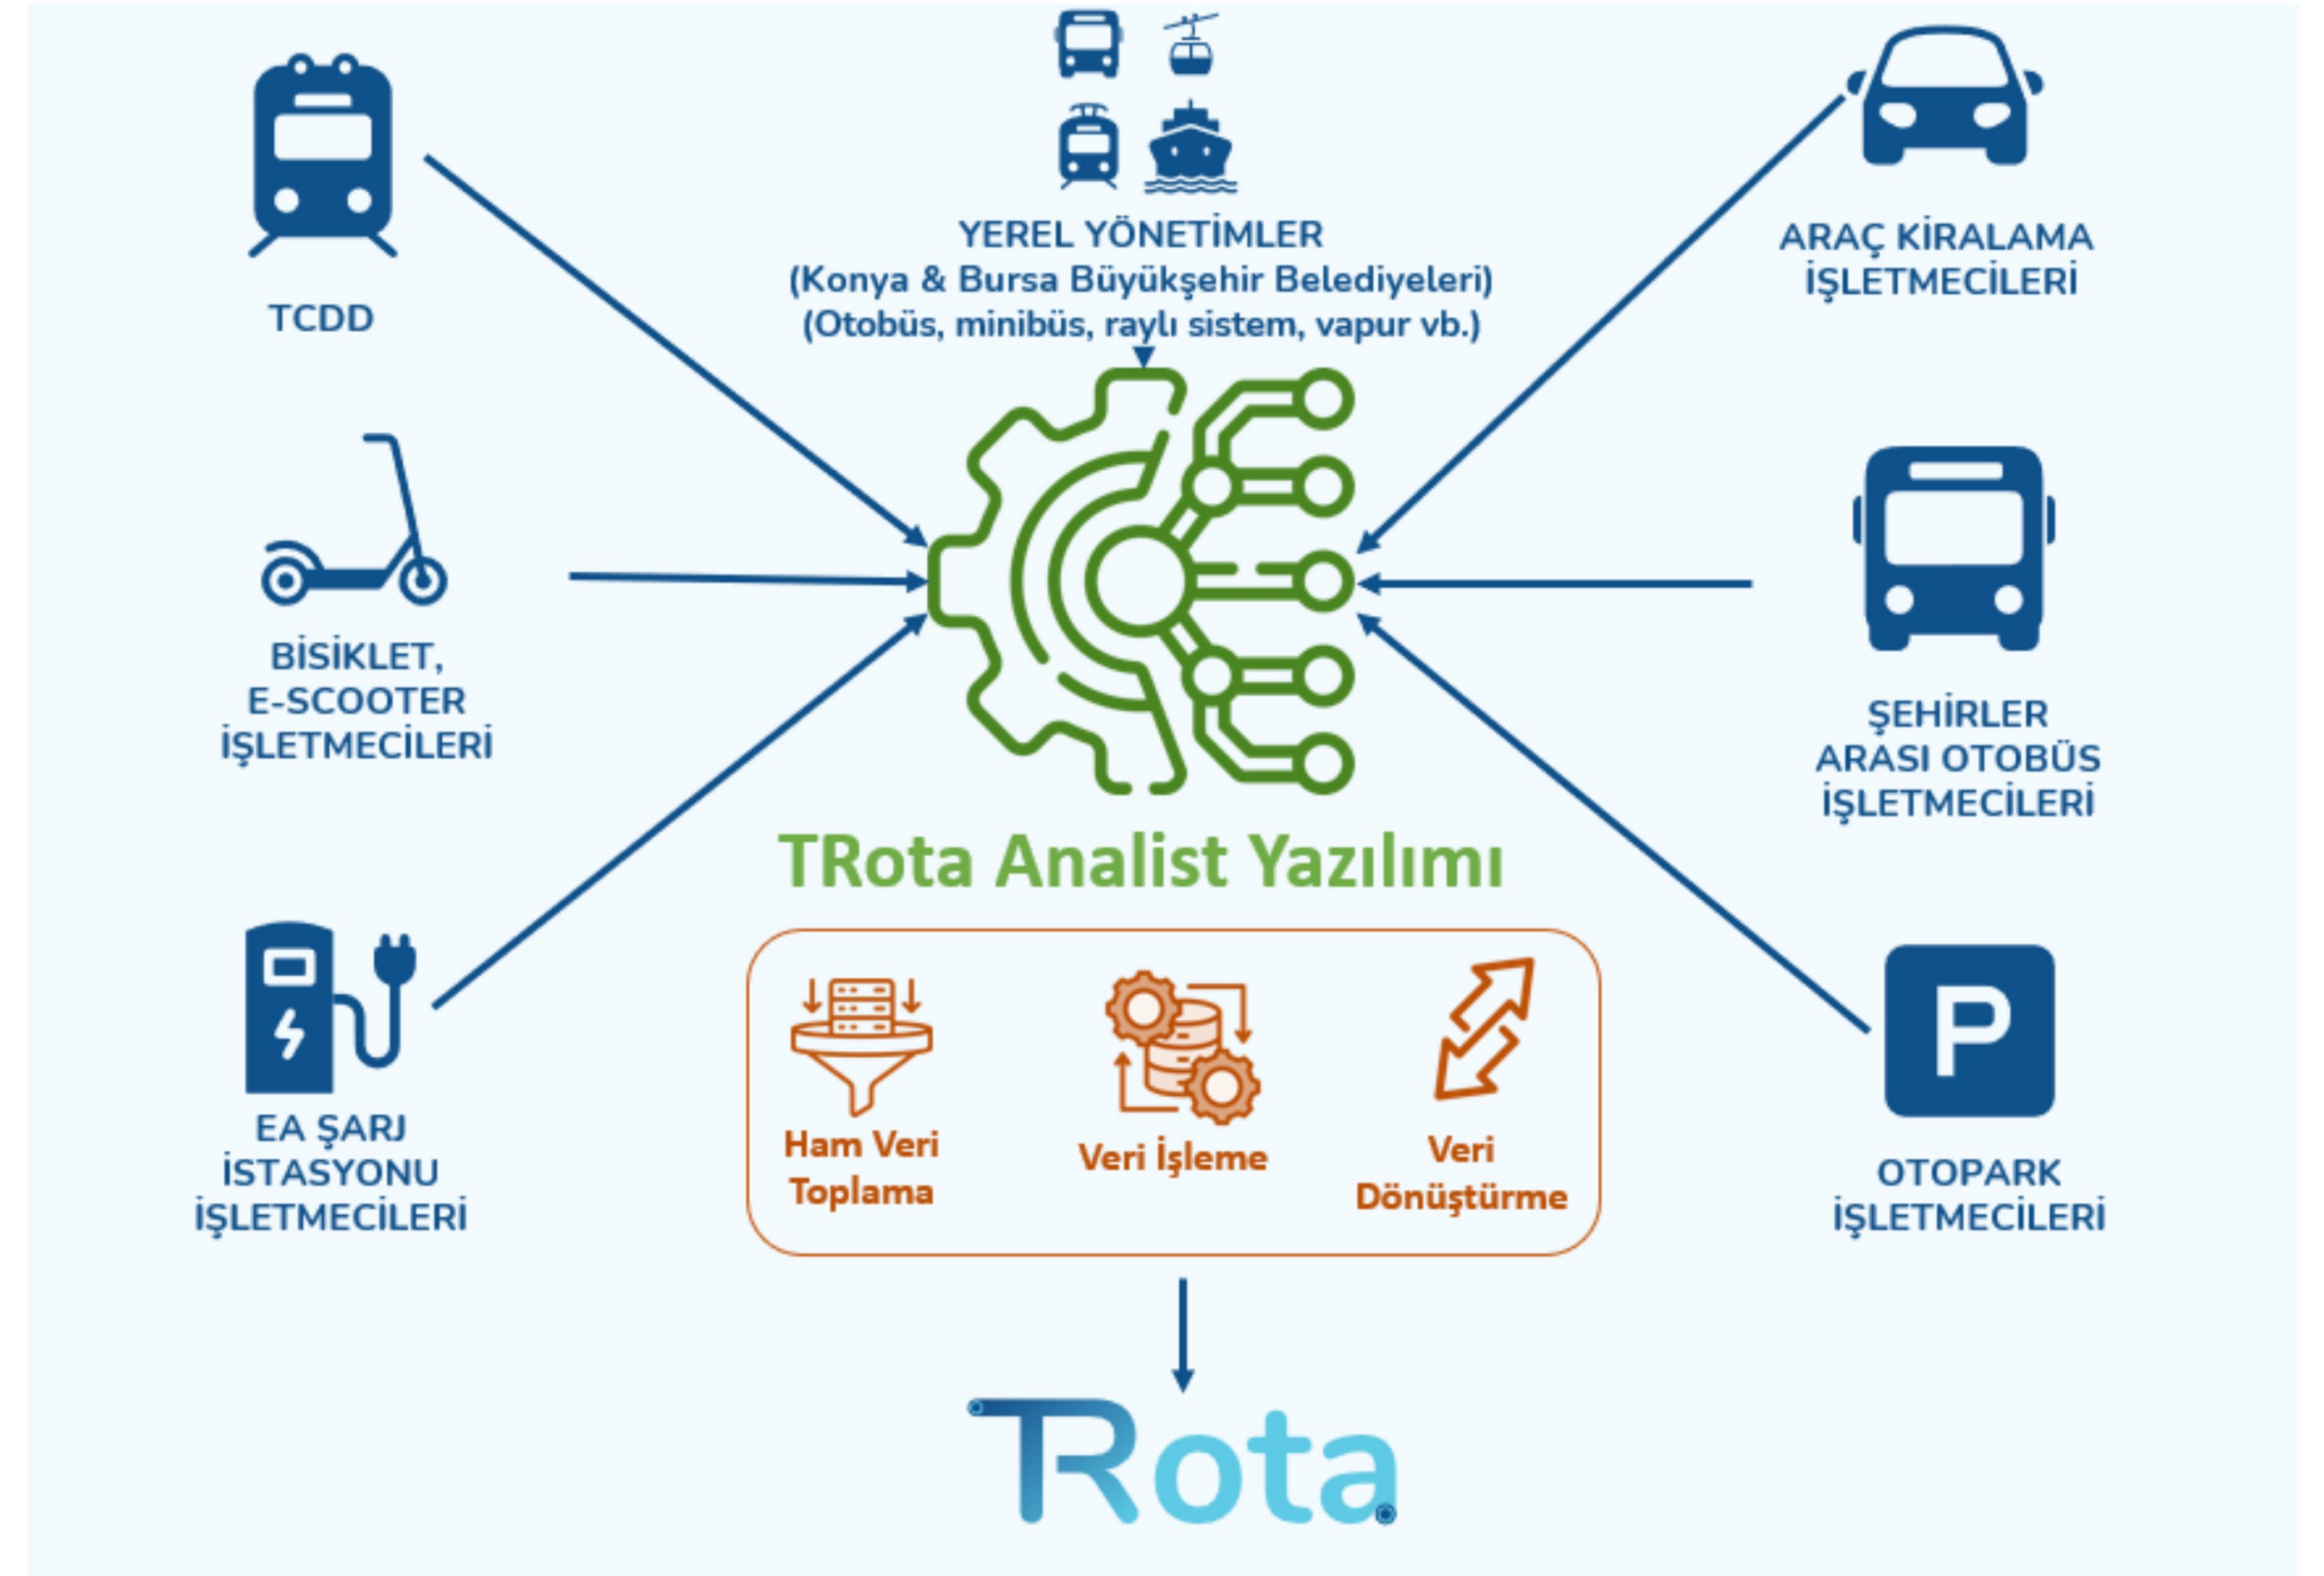 YEREL YÖNETİMLER
(Konya & Bursa Büyükşehir Belediyeleri)
(Otobüs, minibüs, raylı sistem, vapur vb.)
TCDD
ARAÇ KİRALAMA
İŞLETMECİLERİ
BİSİKLET,
E-SCOOTER
İŞLETMECİLERİ
ŞEHİRLER
ARASI OTOBÜS
İŞLETMECİLERİ
TRota Analist Yazılımı
EA ŞARJ
İSTASYONU
İŞLETMECİLERİ
Ham Veri
Toplama
Veri İşleme
Veri
Dönüştürme
P
OTOPARK
İŞLETMECİLERİ
TRota